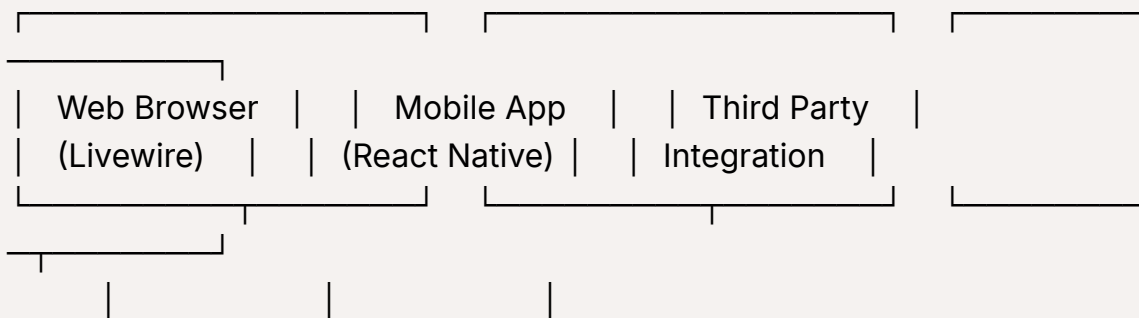 Web Browser Mobile App Third Party
(Livewire) (React Native) Integration